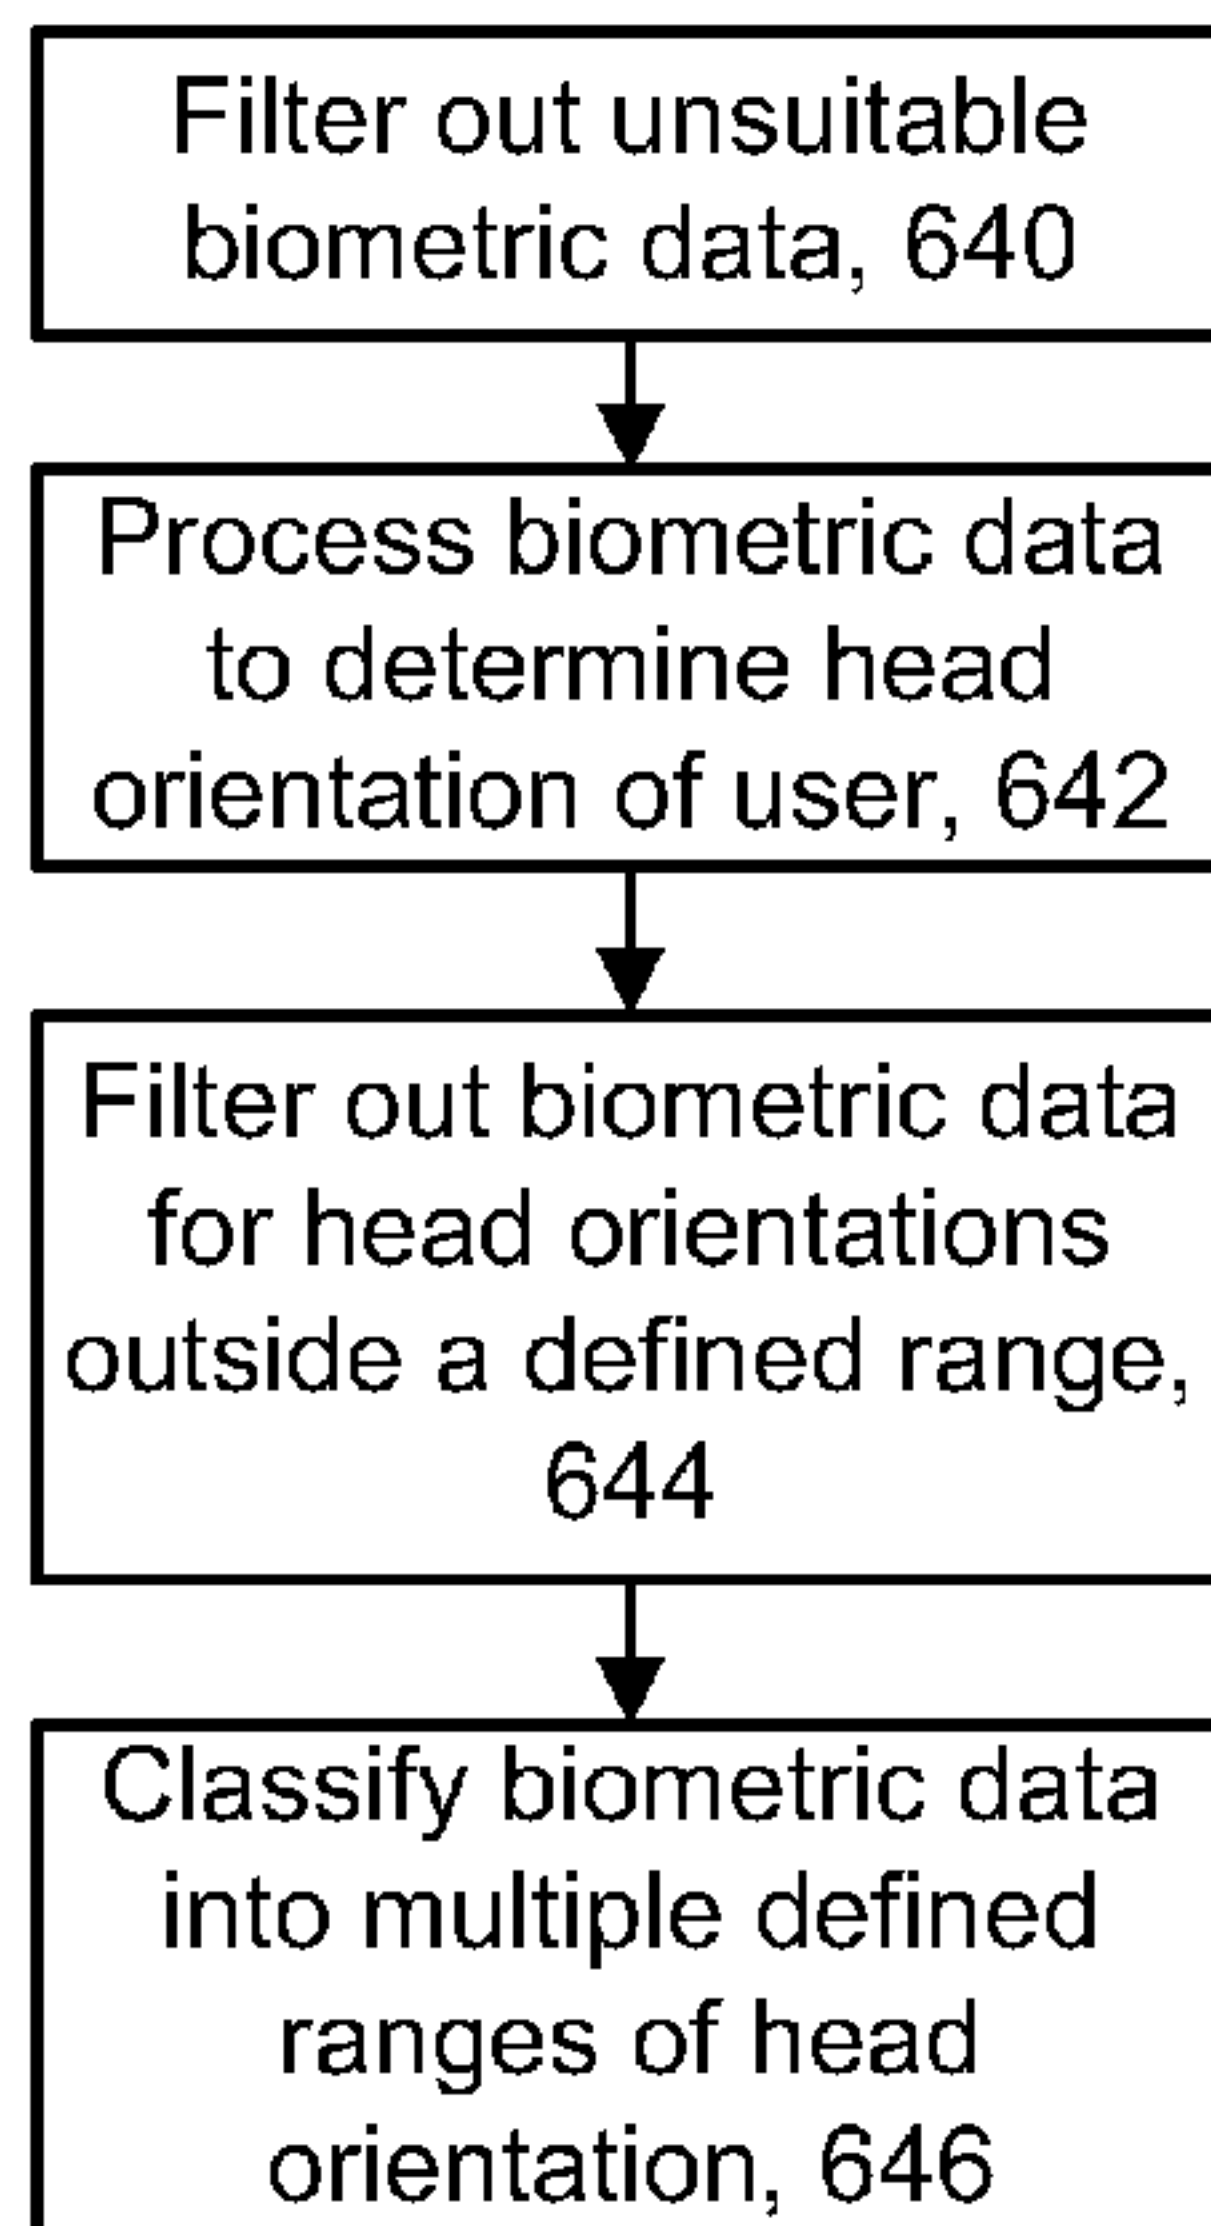 Filter out unsuitable
biometric data, 640
Process biometric data
to determine head
orientation of user, 642
Filter out biometric data
for head orientations
outside a defined range,
644
Classify biometric data
into multiple defined
ranges of head
orientation, 646